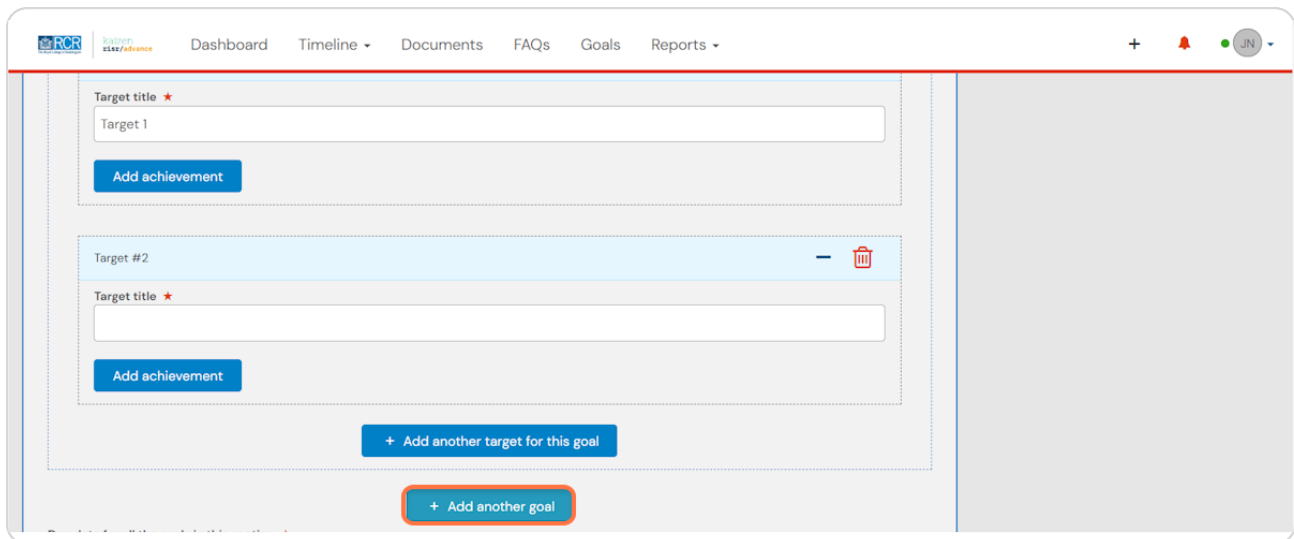 RCR
kaizen
risr/advance
Dashboard
Timeline
Documents
FAQs
Goals
Reports
JN
Target title ★
Target 1
Add achievement
Target #2
Target title ★
Add achievement
+ Add another target for this goal
+ Add another goal